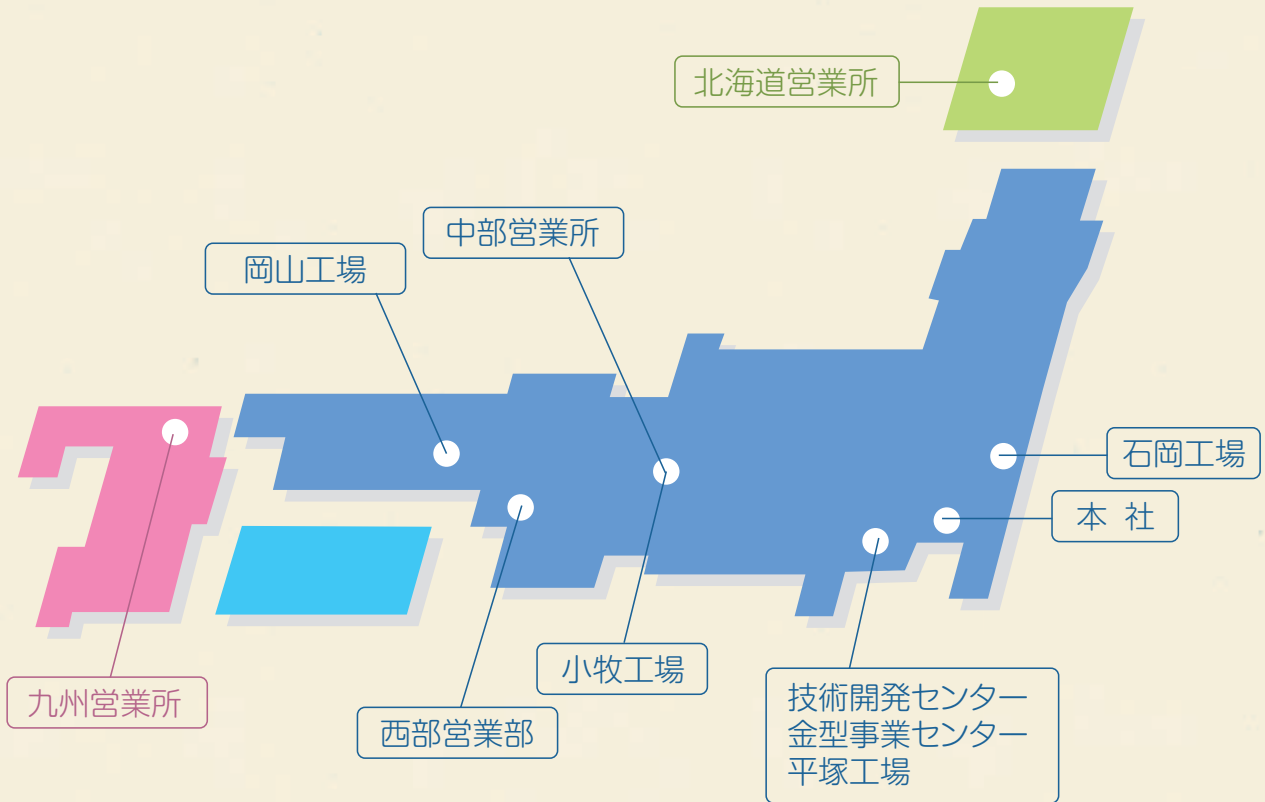 北海道営業所
中部営業所
岡山工場
石岡工場
本 社
小牧工場
技術開発センター
金型事業センター
平塚工場
九州営業所
西部営業部